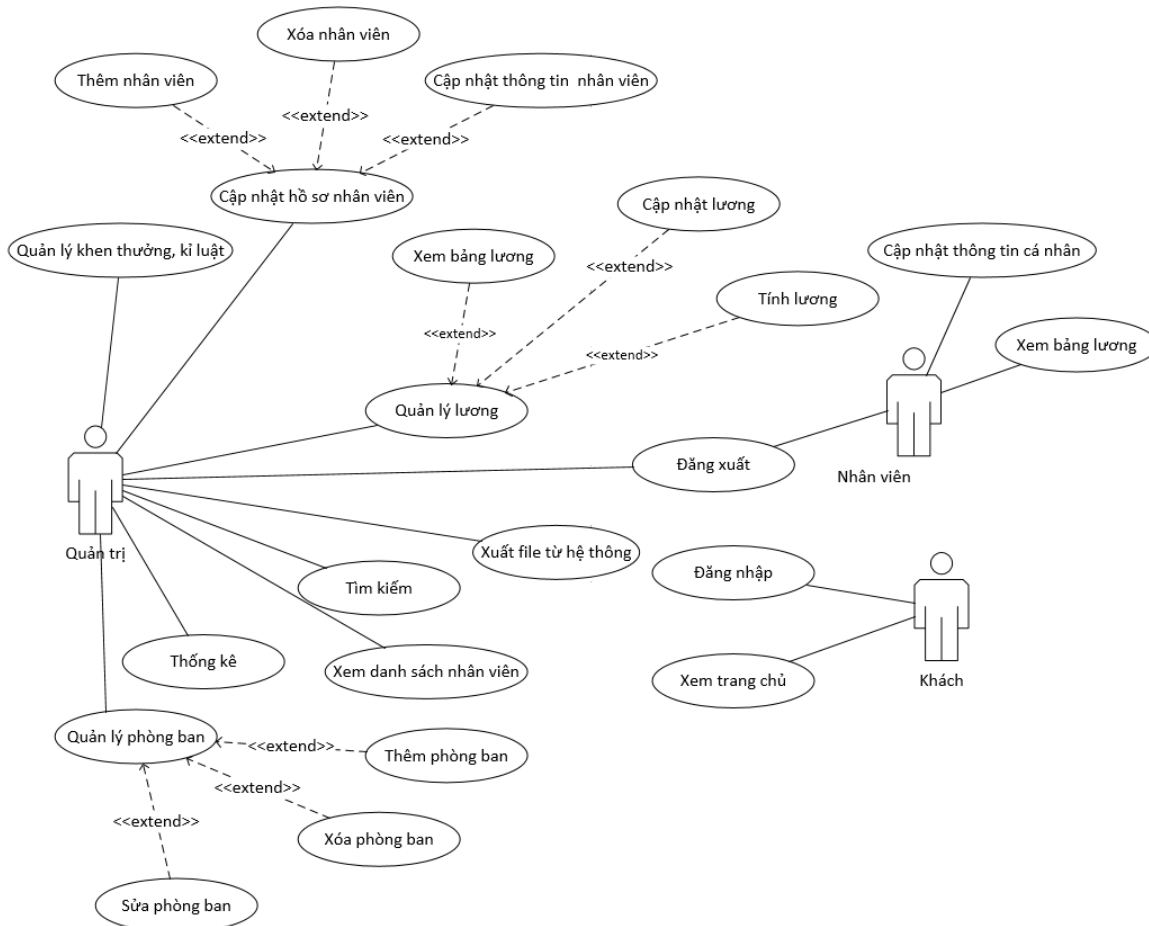 Xóa nhân viên
Thêm nhân viên
Cập nhật thông tin nhân viên
<<extend>>
<<extend>>
<<extend>>
Cập nhật hồ sơ nhân viên
Cập nhật lương
Quản lý khen thưởng, kỉ luật
Xem bảng lương
Cập nhật thông tin cá nhân
<<extend>>
Tính lương
<<extend>>
Xem bảng lương
<<extend>>
Quản lý lương
Đăng xuất
Nhân viên
Quản trị
Xuất file từ hệ thông
Đăng nhập
Tìm kiếm
Thống kê
Xem danh sách nhân viên
Xem trang chủ
Khách
Quản lý phòng ban
<<extend>>
Thêm phòng ban
<<extend>>
<<extend>>
Xóa phòng ban
Sửa phòng ban